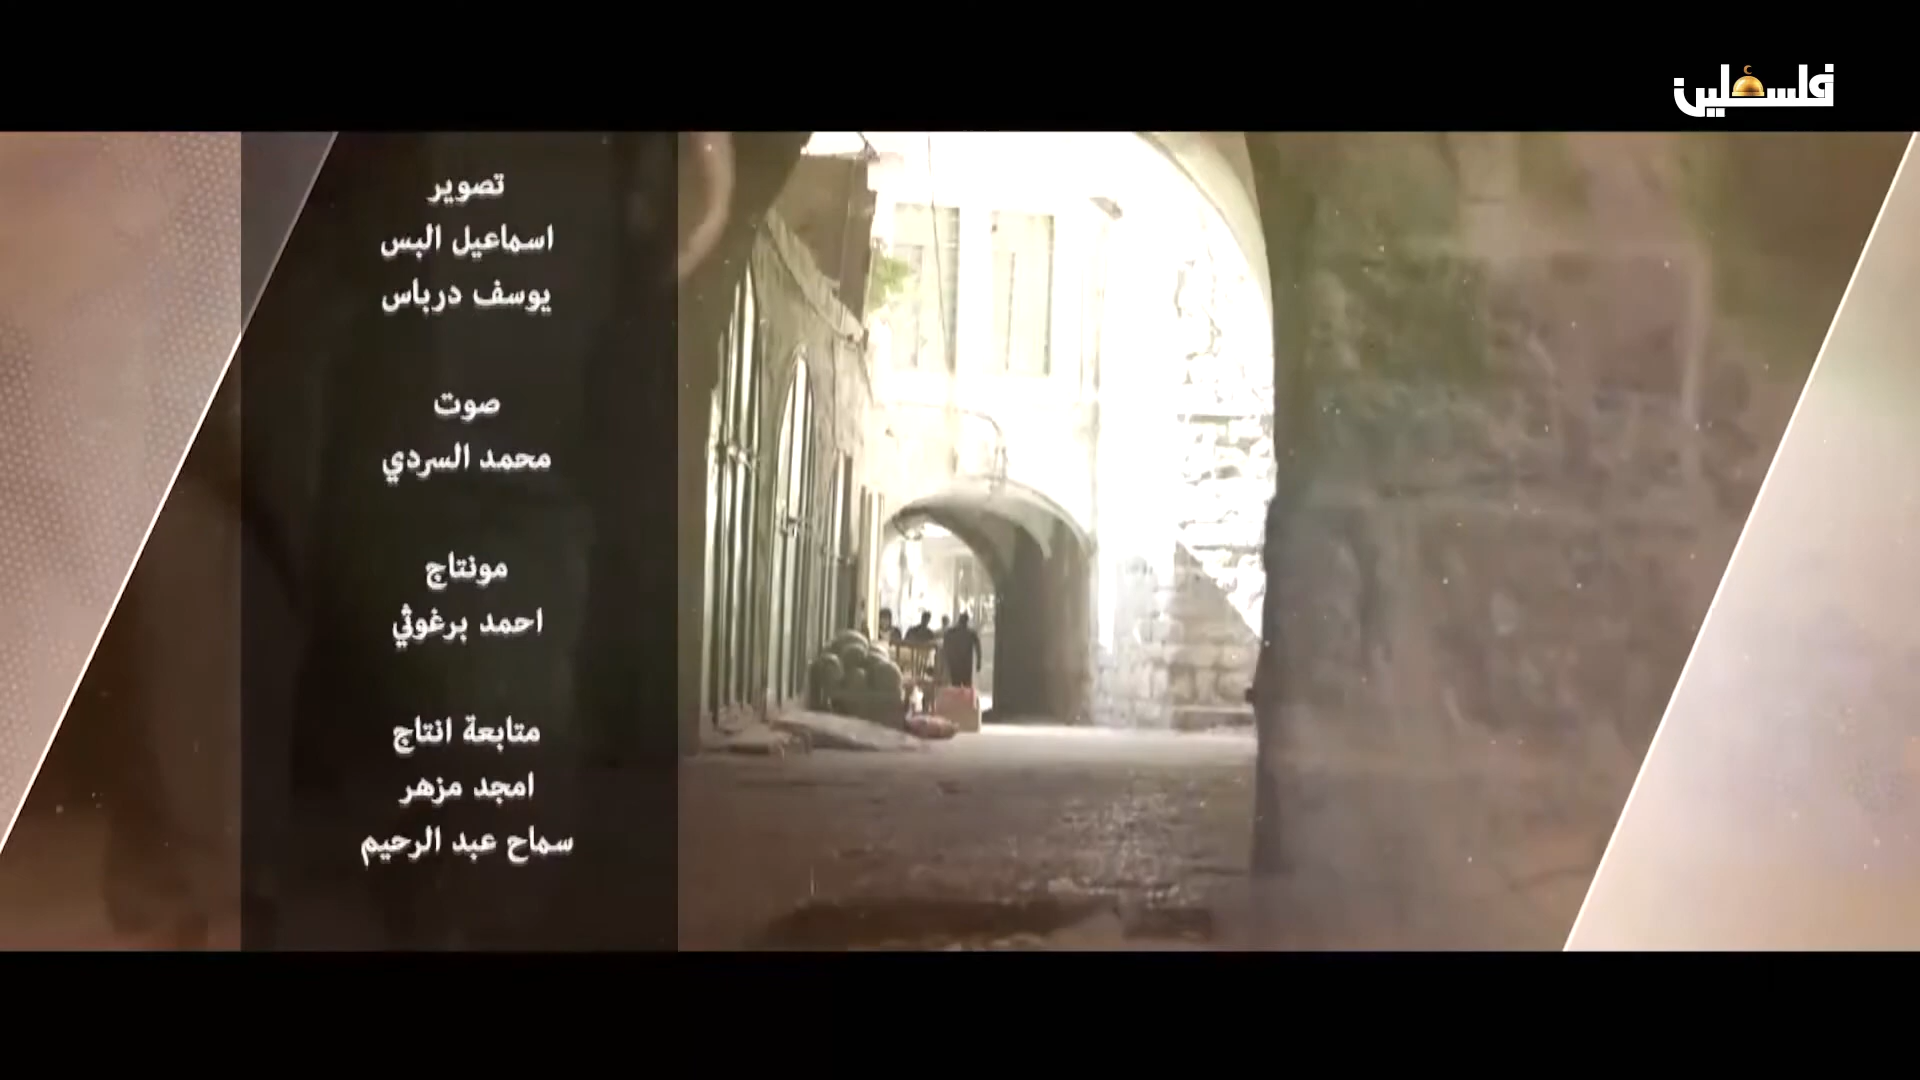 فلسطين
تصوير
اسماعيل البس
يوسف درباس
صوت
محمد السردي
مونتاج
احمد برغوثي
متابعة انتاج
امجد مزهر
سماح عبد الرحيم